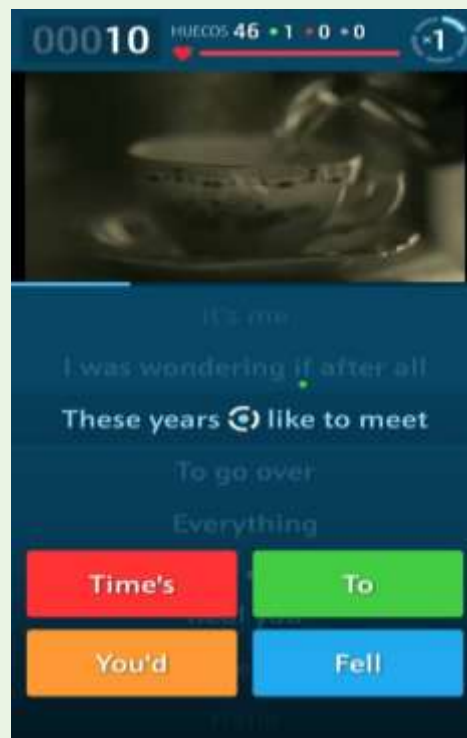 00010 HUECOS 46 1 0 0 x1
it's me
I was wondering if after all
These years like to meet
To go over
Everything
Time's To
You'd Fell